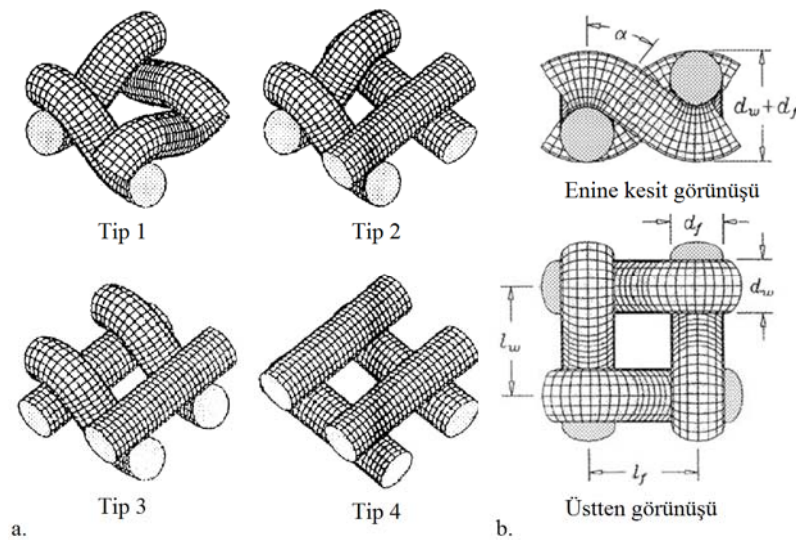 Tip 1
Tip 2
Tip 3
Tip 4
a.
α
d_w + d_f
Enine kesit görünüşü
d_f
d_w
l_w
l_f
Üstten görünüşü
b.